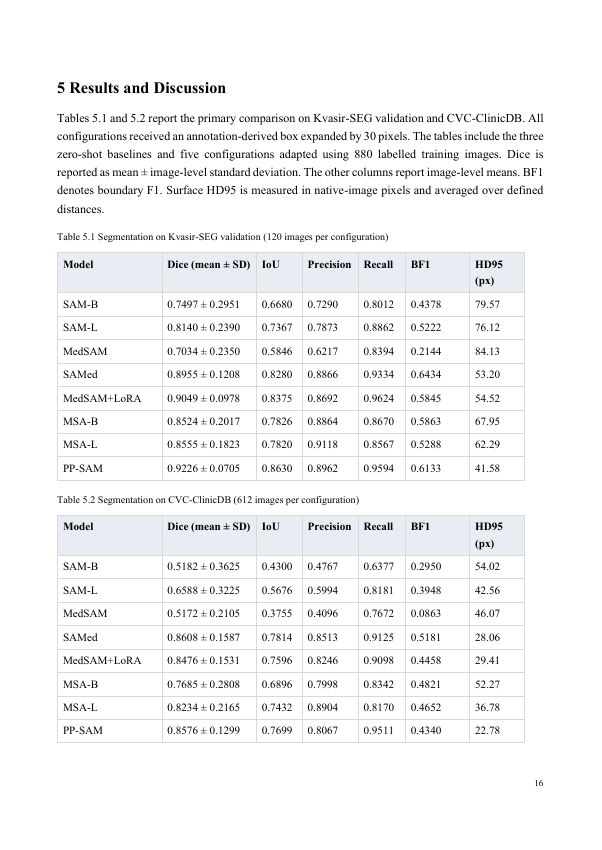 5 Results and Discussion
Tables 5.1 and 5.2 report the primary comparison on Kvasir-SEG validation and CVC-ClinicDB. All
configurations received an annotation-derived box expanded by 30 pixels. The tables include the three
zero-shot baselines and five configurations adapted using 880 labelled training images. Dice is
reported as mean ± image-level standard deviation. The other columns report image-level means. BF1
denotes boundary F1. Surface HD95 is measured in native-image pixels and averaged over defined
distances.
Table 5.1 Segmentation on Kvasir-SEG validation (120 images per configuration)
Model Dice (mean ± SD) IoU Precision Recall BF1 HD95
(px)
SAM-B 0.7497 ± 0.2951 0.6680 0.7290 0.8012 0.4378 79.57
SAM-L 0.8140 ± 0.2390 0.7367 0.7873 0.8862 0.5222 76.12
MedSAM 0.7034 ± 0.2350 0.5846 0.6217 0.8394 0.2144 84.13
SAMed 0.8955 ± 0.1208 0.8280 0.8866 0.9334 0.6434 53.20
MedSAM+LoRA 0.9049 ± 0.0978 0.8375 0.8692 0.9624 0.5845 54.52
MSA-B 0.8524 ± 0.2017 0.7826 0.8864 0.8670 0.5863 67.95
MSA-L 0.8555 ± 0.1823 0.7820 0.9118 0.8567 0.5288 62.29
PP-SAM 0.9226 ± 0.0705 0.8630 0.8962 0.9594 0.6133 41.58
Table 5.2 Segmentation on CVC-ClinicDB (612 images per configuration)
Model Dice (mean ± SD) IoU Precision Recall BF1 HD95
(px)
SAM-B 0.5182 ± 0.3625 0.4300 0.4767 0.6377 0.2950 54.02
SAM-L 0.6588 ± 0.3225 0.5676 0.5994 0.8181 0.3948 42.56
MedSAM 0.5172 ± 0.2105 0.3755 0.4096 0.7672 0.0863 46.07
SAMed 0.8608 ± 0.1587 0.7814 0.8513 0.9125 0.5181 28.06
MedSAM+LoRA 0.8476 ± 0.1531 0.7596 0.8246 0.9098 0.4458 29.41
MSA-B 0.7685 ± 0.2808 0.6896 0.7998 0.8342 0.4821 52.27
MSA-L 0.8234 ± 0.2165 0.7432 0.8904 0.8170 0.4652 36.78
PP-SAM 0.8576 ± 0.1299 0.7699 0.8067 0.9511 0.4340 22.78
16